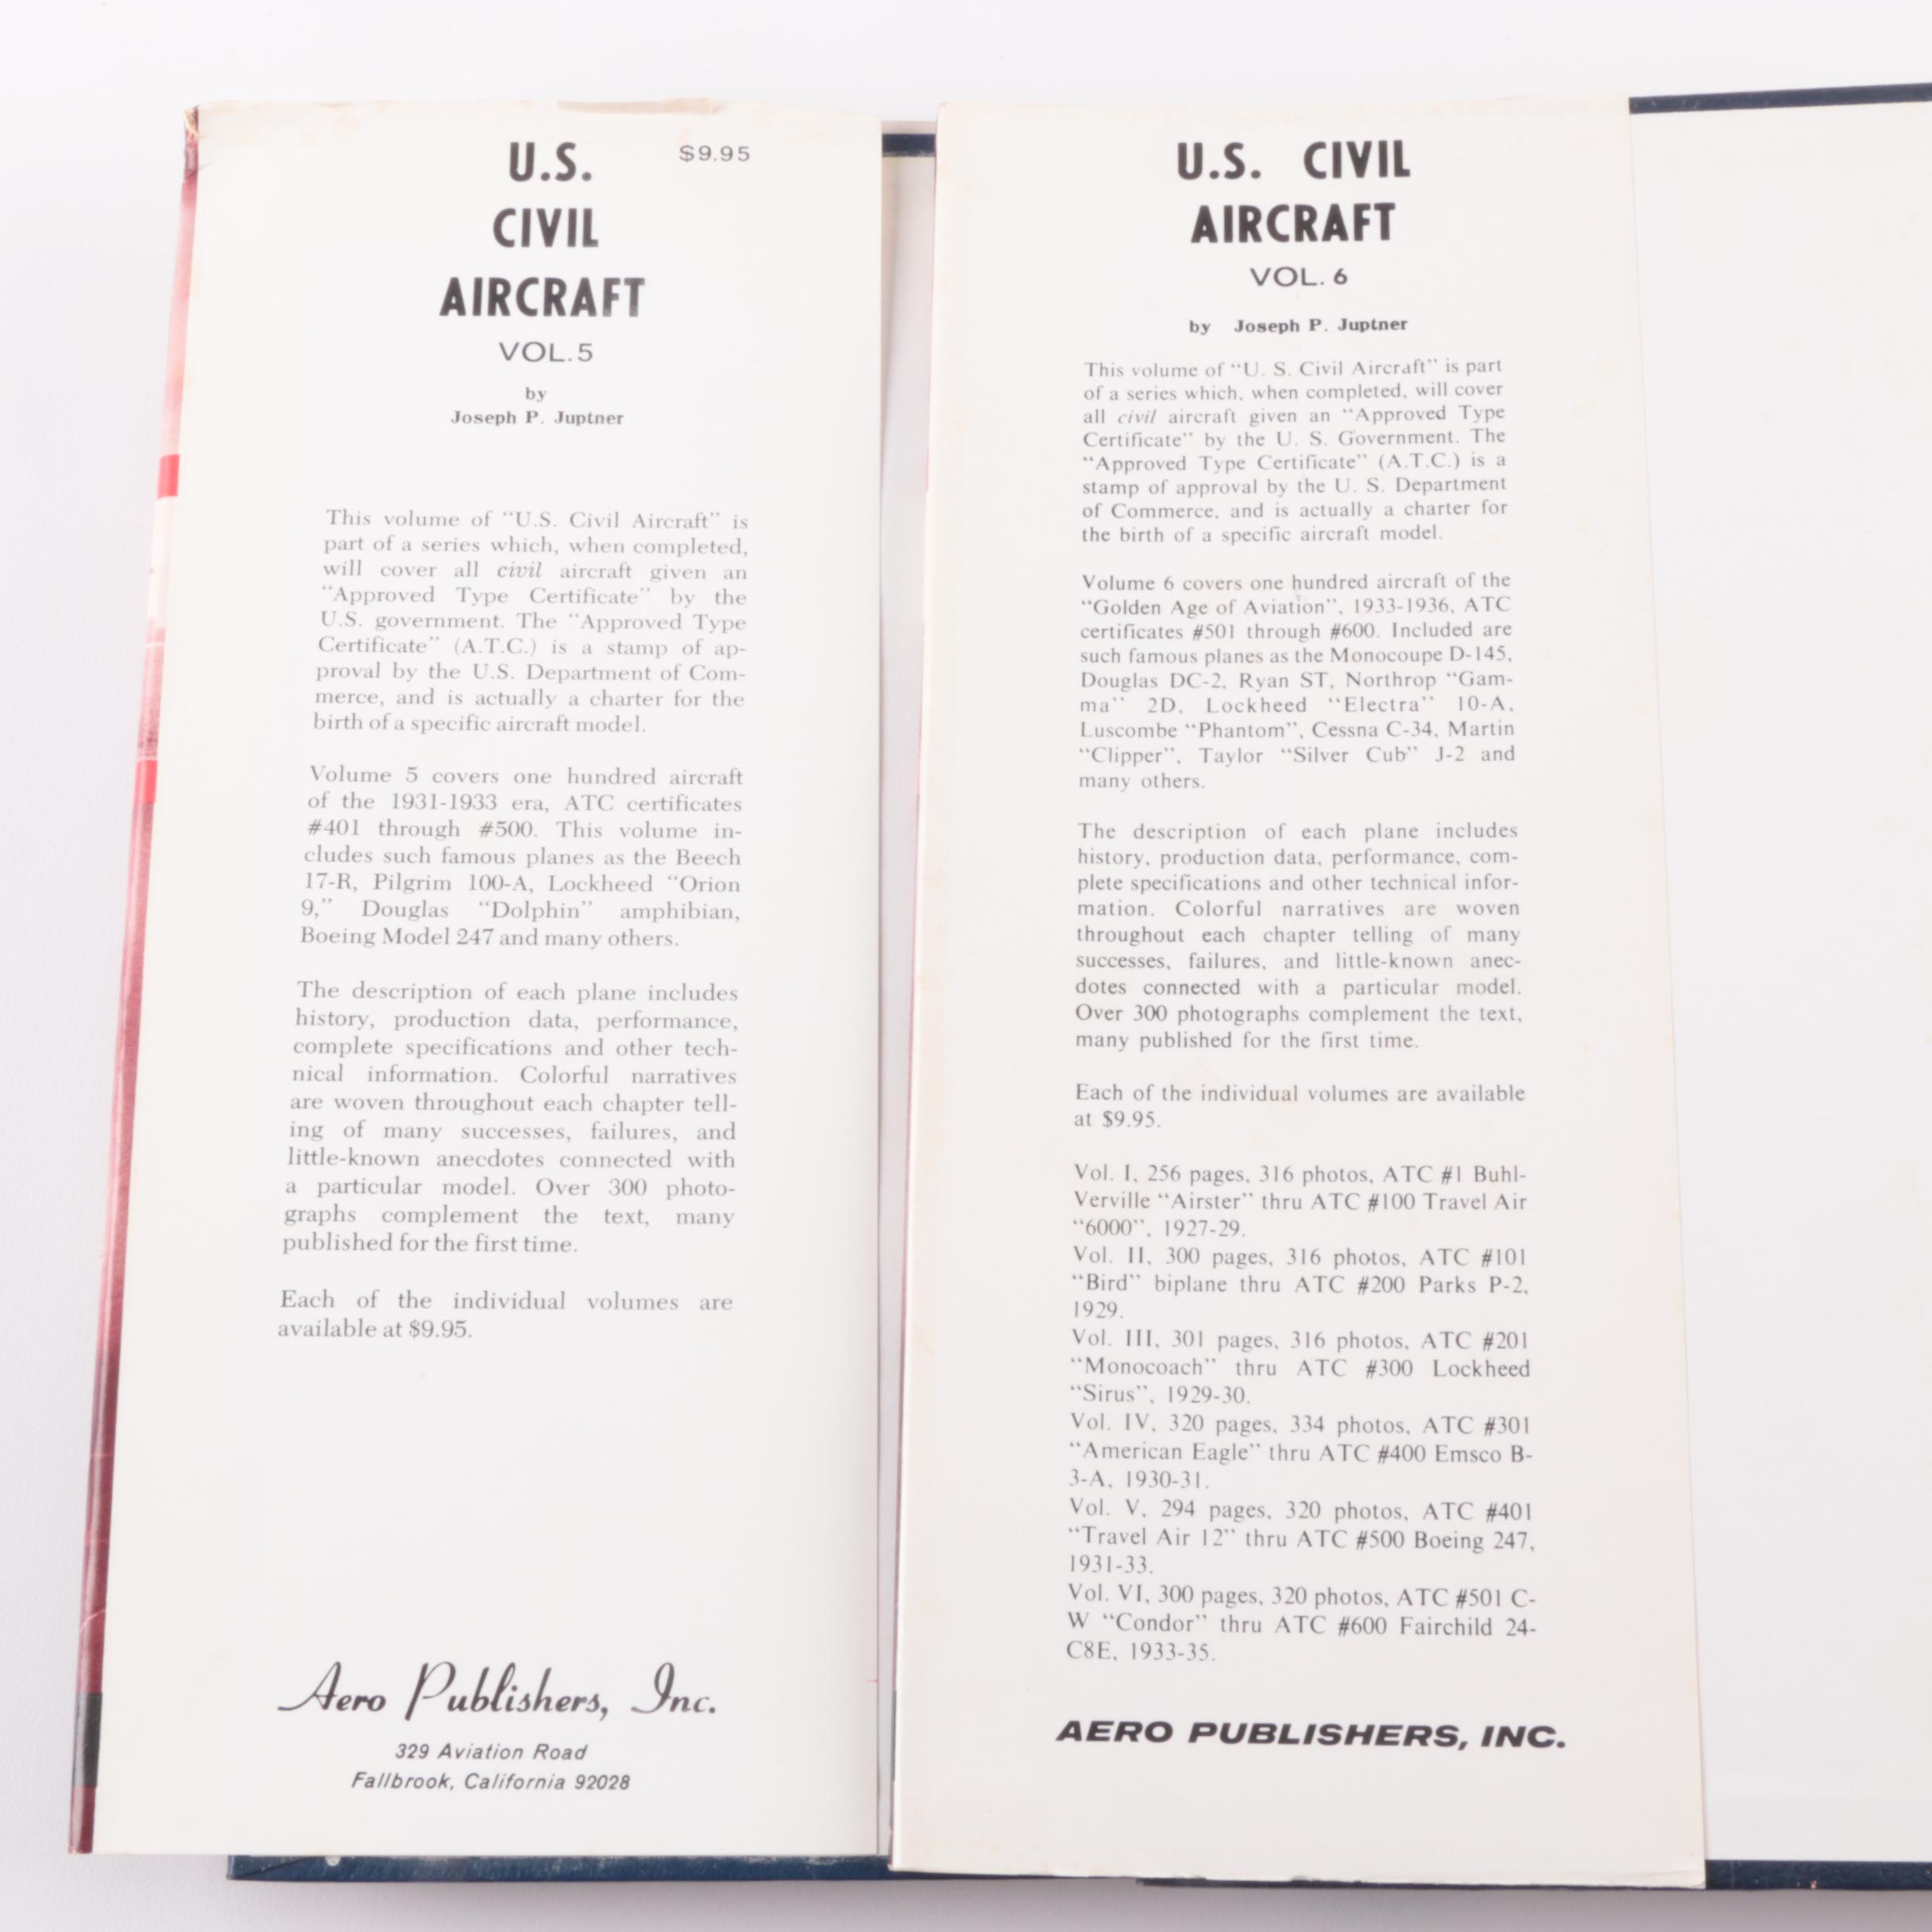 U.S.
$9.95
CIVIL
AIRCRAFT
VOL.5
by
Joseph P. Juptner
This volume of “U.S. Civil Aircraft” is
part of a series which, when completed,
will cover all civil aircraft given an
“Approved Type Certificate” by the
U.S. government. The “Approved Type
Certificate” (A.T.C.) is a stamp of ap-
proval by the U.S. Department of Com-
merce, and is actually a charter for the
birth of a specific aircraft model.
Volume 5 covers one hundred aircraft
of the 1931-1933 era, ATC certificates
#401 through #500. This volume in-
cludes such famous planes as the Beech
17-R, Pilgrim 100-A, Lockheed “Orion
9,” Douglas “Dolphin” amphibian,
Boeing Model 247 and many others.
The description of each plane includes
history, production data, performance,
complete specifications and other tech-
nical information. Colorful narratives
are woven throughout each chapter tell-
ing of many successes, failures, and
little-known anecdotes connected with
a particular model. Over 300 photo-
graphs complement the text, many
published for the first time.
Each of the individual volumes are
available at $9.95.
Aero Publishers, Inc.
329 Aviation Road
Fallbrook, California 92028
U.S. CIVIL
AIRCRAFT
VOL. 6
by Joseph P. Juptner
This volume of “U. S. Civil Aircraft” is part
of a series which, when completed, will cover
all civil aircraft given an “Approved Type
Certificate” by the U. S. Government. The
“Approved Type Certificate” (A.T.C.) is a
stamp of approval by the U. S. Department
of Commerce, and is actually a charter for
the birth of a specific aircraft model.
Volume 6 covers one hundred aircraft of the
“Golden Age of Aviation”, 1933-1936, ATC
certificates #501 through #600. Included are
such famous planes as the Monocoupe D-145,
Douglas DC-2, Ryan ST, Northrop “Gam-
ma” 2D, Lockheed “Electra” 10-A,
Luscombe “Phantom”, Cessna C-34, Martin
“Clipper”, Taylor “Silver Cub” J-2 and
many others.
The description of each plane includes
history, production data, performance, com-
plete specifications and other technical infor-
mation. Colorful narratives are woven
throughout each chapter telling of many
successes, failures, and little-known anec-
dotes connected with a particular model.
Over 300 photographs complement the text,
many published for the first time.
Each of the individual volumes are available
at $9.95.
Vol. I, 256 pages, 316 photos, ATC #1 Buhl-
Verville “Airster” thru ATC #100 Travel Air
“6000”, 1927-29.
Vol. II, 300 pages, 316 photos, ATC #101
“Bird” biplane thru ATC #200 Parks P-2,
1929.
Vol. III, 301 pages, 316 photos, ATC #201
“Monocoach” thru ATC #300 Lockheed
“Sirus”, 1929-30.
Vol. IV, 320 pages, 334 photos, ATC #301
“American Eagle” thru ATC #400 Emsco B-
3-A, 1930-31.
Vol. V, 294 pages, 320 photos, ATC #401
“Travel Air 12” thru ATC #500 Boeing 247,
1931-33.
Vol. VI, 300 pages, 320 photos, ATC #501 C-
W “Condor” thru ATC #600 Fairchild 24-
C8E, 1933-35.
AERO PUBLISHERS, INC.